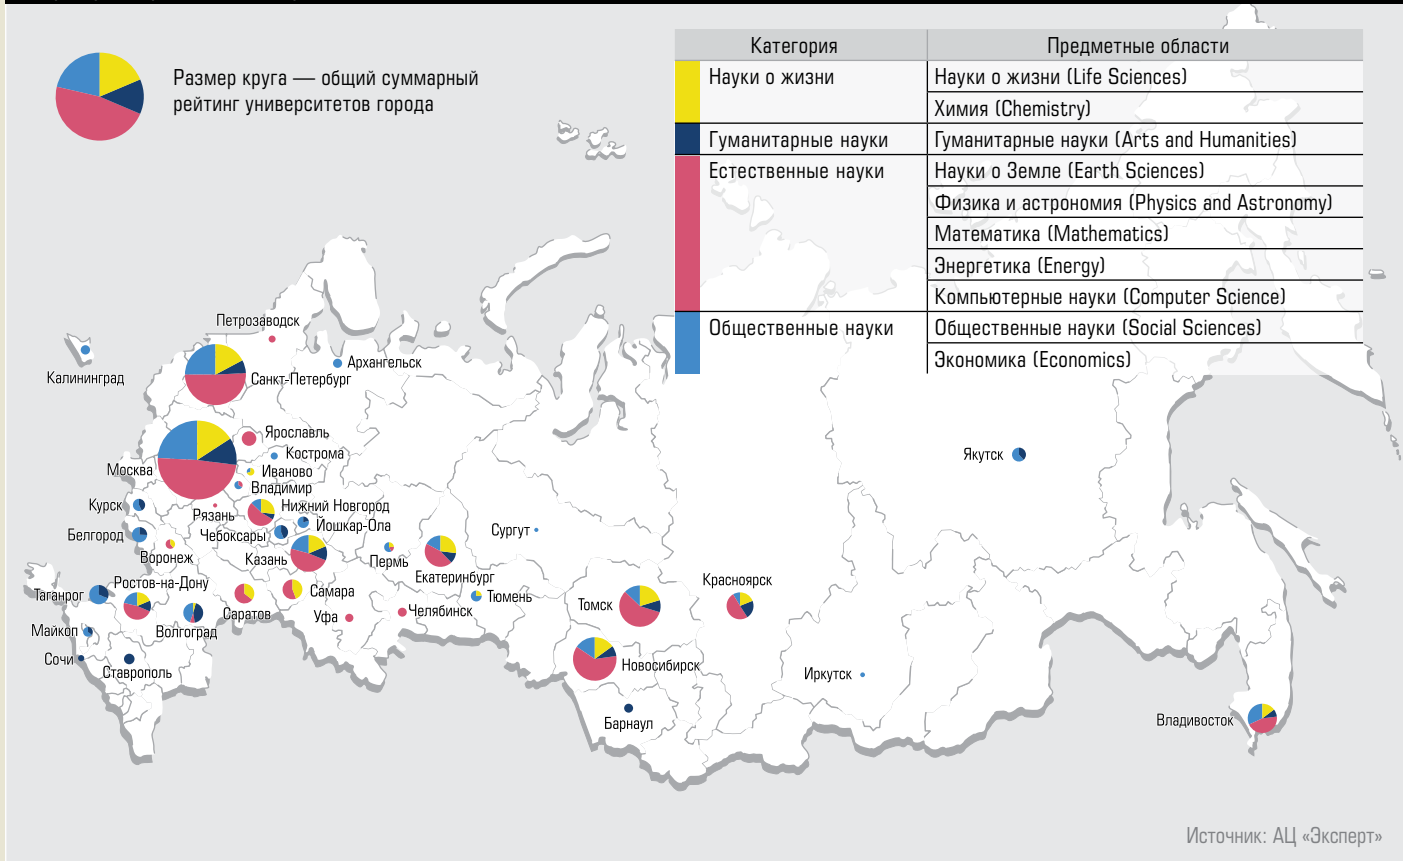 Размер круга — общий суммарный
рейтинг университетов города
Категория
Предметные области
Науки о жизни
Науки о жизни (Life Sciences)
Химия (Chemistry)
Гуманитарные науки
Гуманитарные науки (Arts and Humanities)
Естественные науки
Науки о Земле (Earth Sciences)
Физика и астрономия (Physics and Astronomy)
Математика (Mathematics)
Энергетика (Energy)
Компьютерные науки (Computer Science)
Общественные науки
Общественные науки (Social Sciences)
Экономика (Economics)
Петрозаводск
Архангельск
Калининград
Санкт-Петербург
Ярославль
Кострома
Москва
Иваново
Владимир
Якутск
Курск
Рязань
Нижний Новгород
Йошкар-Ола
Сургут
Белгород
Чебоксары
Воронеж
Казань
Пермь
Екатеринбург
Ростов-на-Дону
Красноярск
Таганрог
Самара
Тюмень
Томск
Саратов
Уфа
Челябинск
Майкоп
Волгоград
Сочи
Ставрополь
Новосибирск
Иркутск
Барнаул
Владивосток
Источник: АЦ «Эксперт»